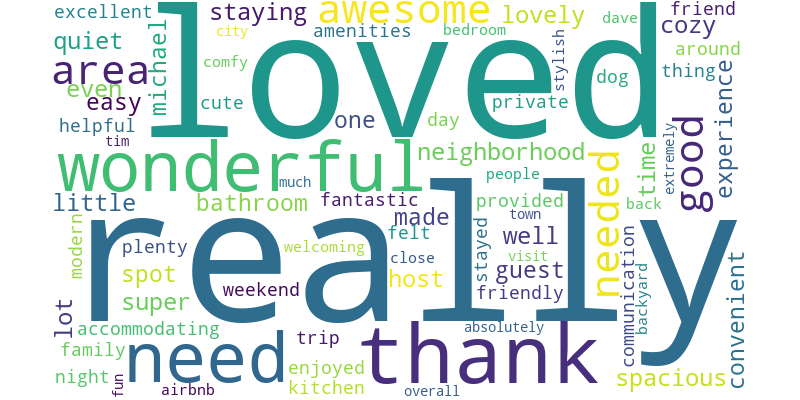 excellent
staying
awesome
lovely
dave
friend
quiet
michael
loved
city
amenities
bedroom
stylish
cozy
around
area
even
comfy
dog
thing
easy
cute
private
helpful
one
day
tim
wonderful
neighborhood
needed
time
extremely
good
experience
much
people
little
bathroom
fantastic
provided
back
made
town
modern
plenty
really
welcoming
felt
close
stayed
well
visit
communication
backyard
convenient
spot
weekend
host
guest
friendly
super
lot
accommodating
trip
thank
absolutely
family
need
enjoyed
spacious
night
fun
airbnb
kitchen
overall